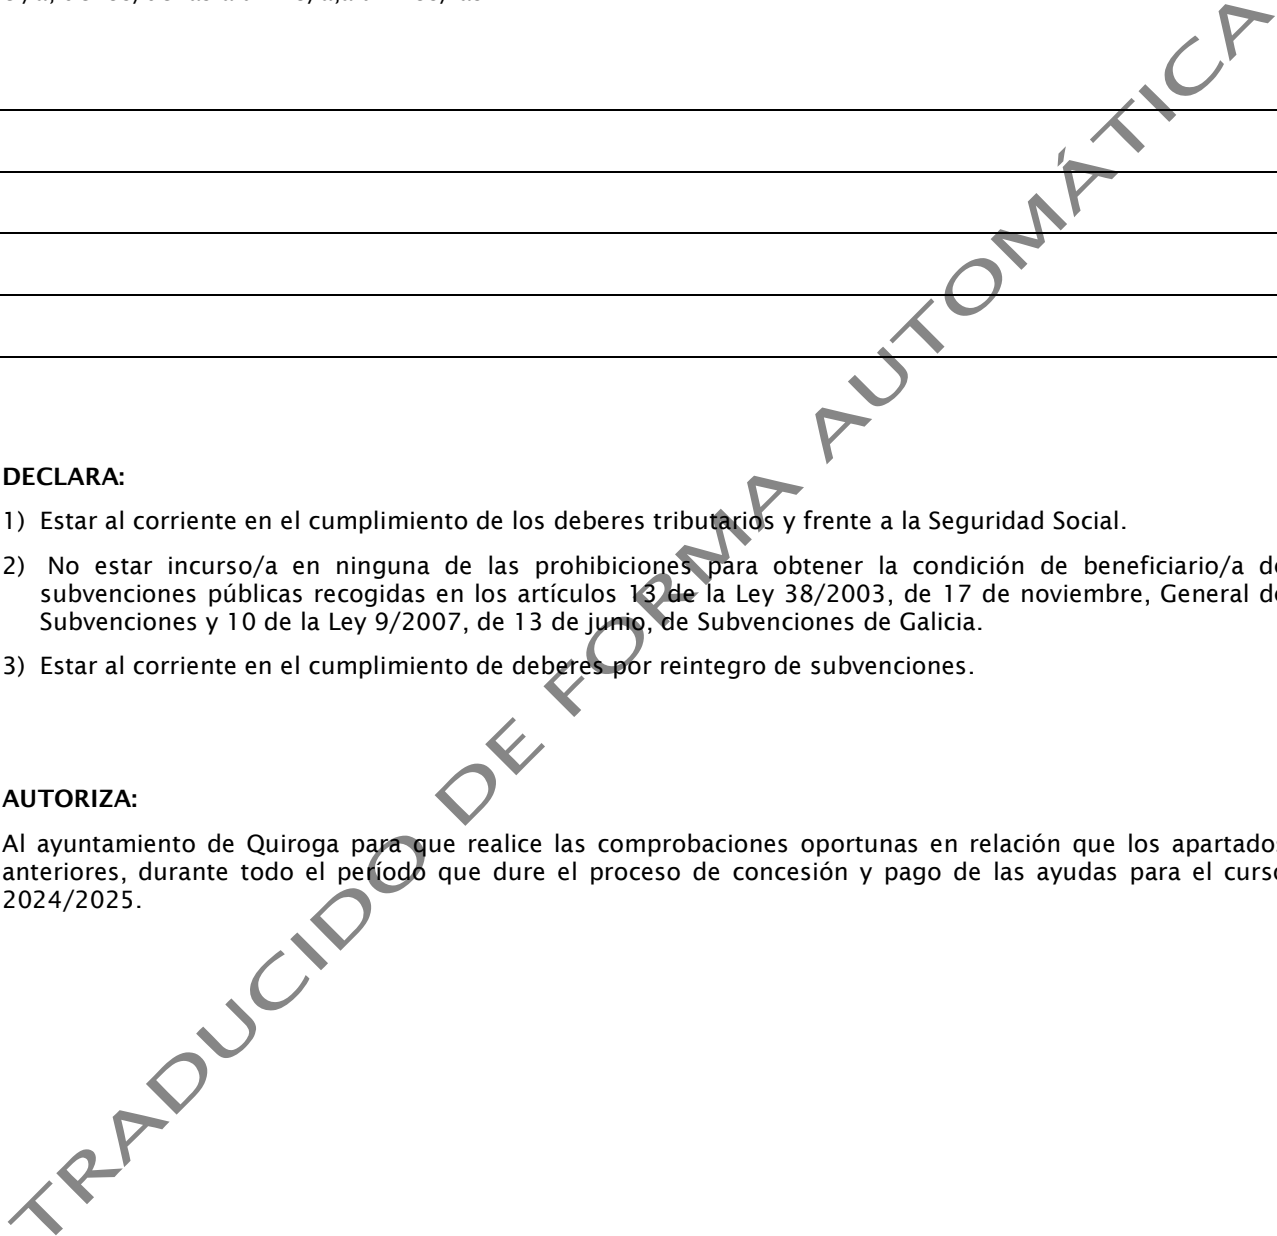 DECLARA:
1) Estar al corriente en el cumplimiento de los deberes tributarios y frente a la Seguridad Social.
2) No estar incurso/a en ninguna de las prohibiciones para obtener la condición de beneficiario/a de
subvenciones públicas recogidas en los artículos 13 de la Ley 38/2003, de 17 de noviembre, General de
Subvenciones y 10 de la Ley 9/2007, de 13 de junio, de Subvenciones de Galicia.
3) Estar al corriente en el cumplimiento de deberes por reintegro de subvenciones.
AUTORIZA:
Al ayuntamiento de Quiroga para que realice las comprobaciones oportunas en relación que los apartados
anteriores, durante todo el período que dure el proceso de concesión y pago de las ayudas para el curso
2024/2025.
TRADUCIDO DE FORMA AUTOMÁTICA